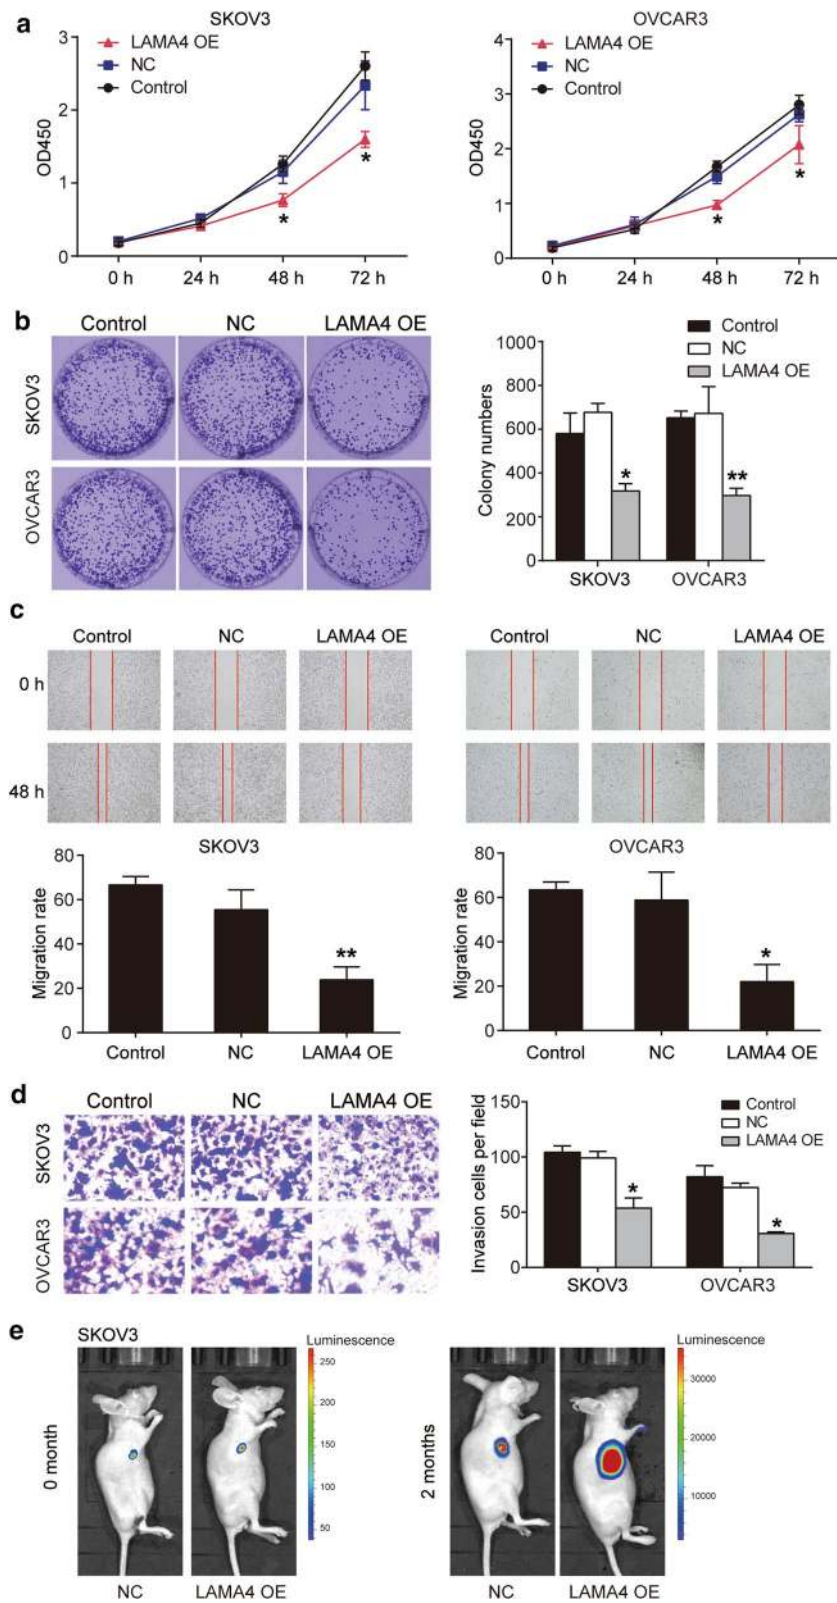 a
SKOV3
LAMA4 OE
NC
Control
OD450
3
2
1
0
0 h
24 h
48 h
72 h
*
*
OVCAR3
LAMA4 OE
NC
Control
OD450
4
3
2
1
0
0 h
24 h
48 h
72 h
*
*
b
Control
NC
LAMA4 OE
SKOV3
OVCAR3
Control
NC
LAMA4 OE
Colony numbers
1000
800
600
400
200
0
*
**
SKOV3
OVCAR3
c
Control
NC
LAMA4 OE
Control
NC
LAMA4 OE
0 h
48 h
SKOV3
Migration rate
80
60
40
20
0
**
Control
NC
LAMA4 OE
OVCAR3
Migration rate
80
60
40
20
0
*
Control
NC
LAMA4 OE
d
Control
NC
LAMA4 OE
SKOV3
OVCAR3
Control
NC
LAMA4 OE
Invasion cells per field
150
100
50
0
*
*
SKOV3
OVCAR3
e
SKOV3
0 month
Luminescence
250
200
150
100
50
NC
LAMA4 OE
2 months
Luminescence
30000
20000
10000
NC
LAMA4 OE